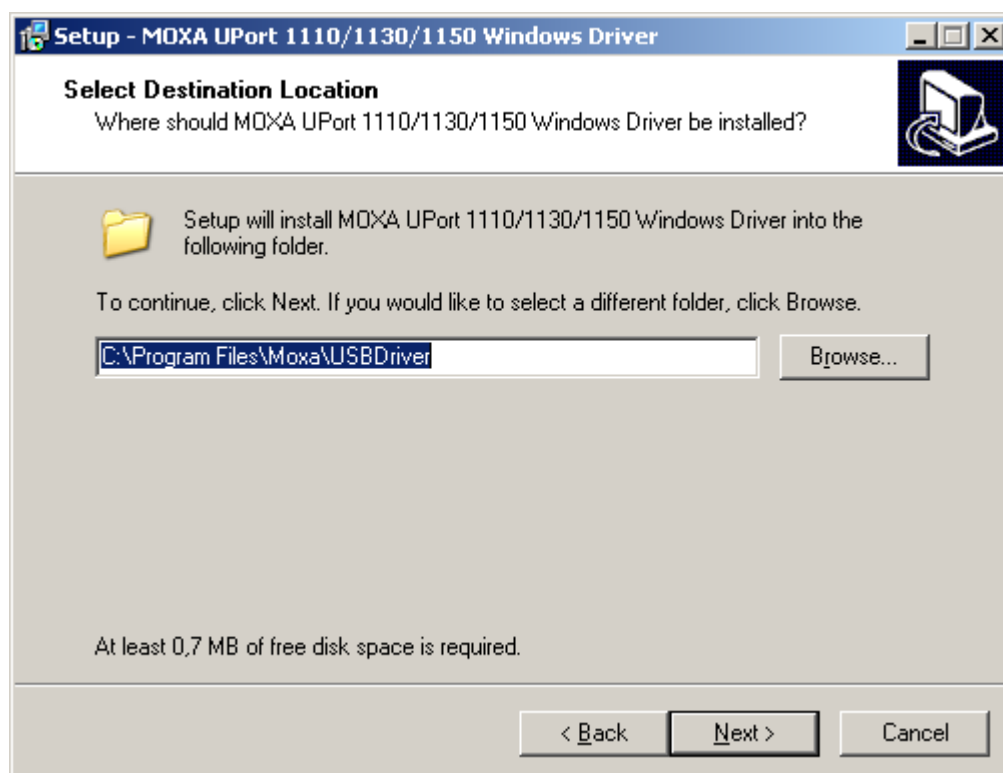 Setup - MOXA UPort 1110/1130/1150 Windows Driver
Select Destination Location
Where should MOXA UPort 1110/1130/1150 Windows Driver be installed?
Setup will install MOXA UPort 1110/1130/1150 Windows Driver into the
following folder.
To continue, click Next. If you would like to select a different folder, click Browse.
C:\Program Files\Moxa\USBDriver
Browse...
At least 0,7 MB of free disk space is required.
< Back
Next >
Cancel